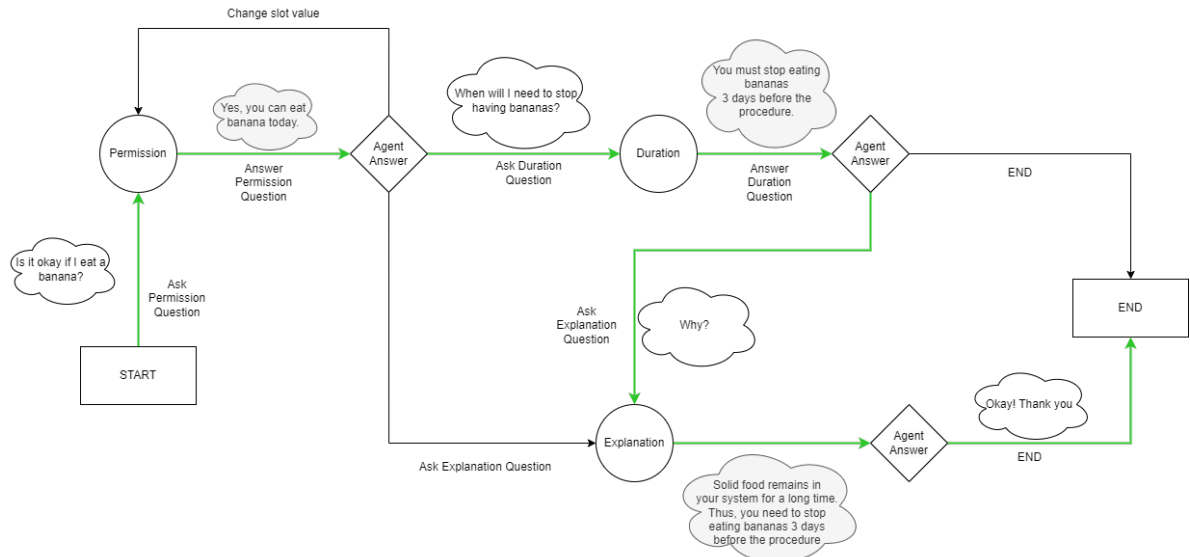 Change slot value
Yes, you can eat
banana today.
When will I need to stop
having bananas?
You must stop eating
bananas
3 days before the
procedure.
Permission
Agent
Answer
Duration
Agent
Answer
Answer
Permission
Question
Ask Duration
Question
Answer
Duration
Question
END
Is it okay if I eat a
banana?
Ask
Permission
Question
START
Ask
Explanation
Question
Why?
END
Okay! Thank you
Explanation
Agent
Answer
Ask Explanation Question
END
Solid food remains in
your system for a long time.
Thus, you need to stop
eating bananas 3 days
before the procedure